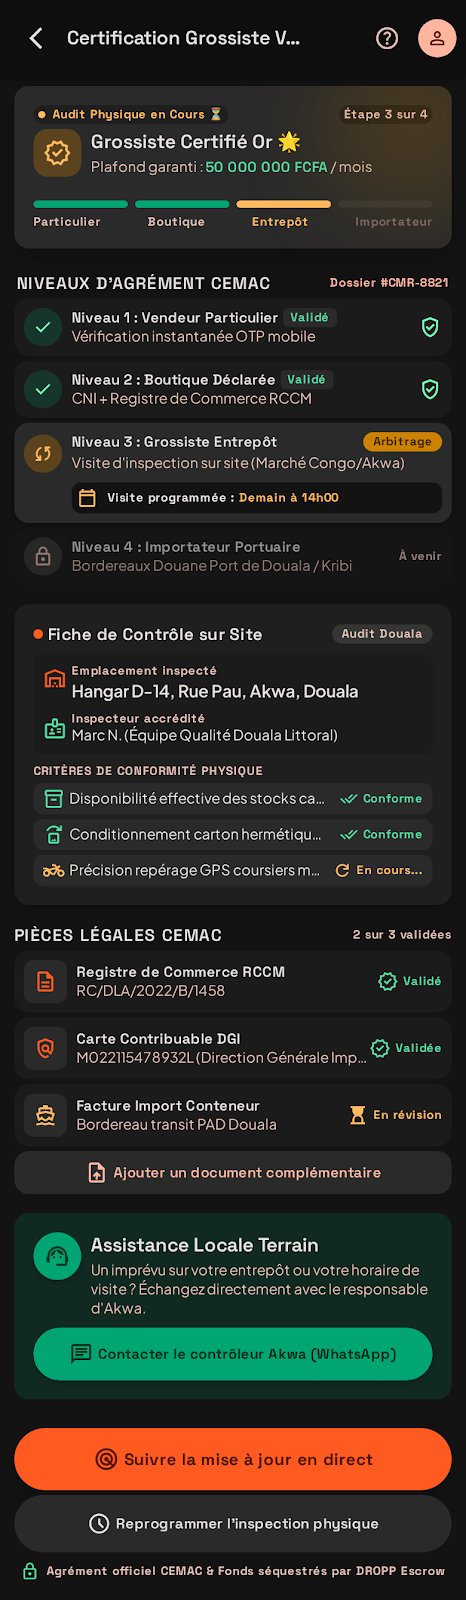 Certification Grossiste V...
Audit Physique en Cours ⏳
Étape 3 sur 4
Grossiste Certifié Or 🌟
Plafond garanti : 50 000 000 FCFA / mois
Particulier
Boutique
Entrepôt
Importateur
NIVEAUX D'AGRÉMENT CEMAC
Dossier #CMR-8821
Niveau 1 : Vendeur Particulier Validé
Vérification instantanée OTP mobile
Niveau 2 : Boutique Déclarée Validé
CNI + Registre de Commerce RCCM
Niveau 3 : Grossiste Entrepôt
Arbitrage
Visite d'inspection sur site (Marché Congo/Akwa)
Visite programmée : Demain à 14h00
Niveau 4 : Importateur Portuaire
À venir
Bordereaux Douane Port de Douala / Kribi
Fiche de Contrôle sur Site
Audit Douala
Emplacement inspecté
Hangar D-14, Rue Pau, Akwa, Douala
Inspecteur accrédité
Marc N. (Équipe Qualité Douala Littoral)
CRITÈRES DE CONFORMITÉ PHYSIQUE
Disponibilité effective des stocks ca...
Conforme
Conditionnement carton hermétiqu...
Conforme
Précision repérage GPS coursiers m...
En cours...
PIÈCES LÉGALES CEMAC
2 sur 3 validées
Registre de Commerce RCCM
RC/DLA/2022/B/1458
Validé
Carte Contribuable DGI
M022115478932L (Direction Générale Imp...
Validée
Facture Import Conteneur
Bordereau transit PAD Douala
En révision
Ajouter un document complémentaire
Assistance Locale Terrain
Un imprévu sur votre entrepôt ou votre horaire de
visite ? Échangez directement avec le responsable
d'Akwa.
Contacter le contrôleur Akwa (WhatsApp)
Suivre la mise à jour en direct
Reprogrammer l'inspection physique
Agrément officiel CEMAC & Fonds séquestrés par DROPP Escrow